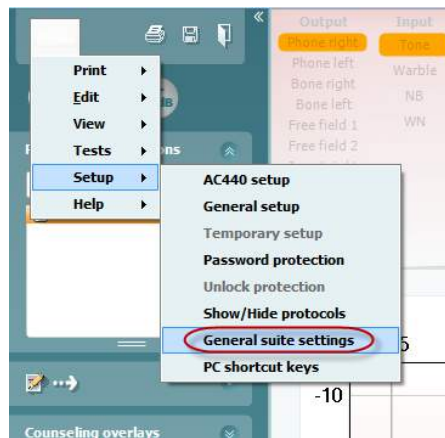 Output Input
Phone right Tone
Phone left
Warble
Bone right
Bone left
NB
Free field 1
WN
Free field 2
Print
Edit
View
Tests
Setup
Help
ns
AC440 setup
General setup
Temporary setup
Password protection
Unlock protection
Show/Hide protocols
General suite settings
PC shortcut keys
5
-10
Counseling overlays